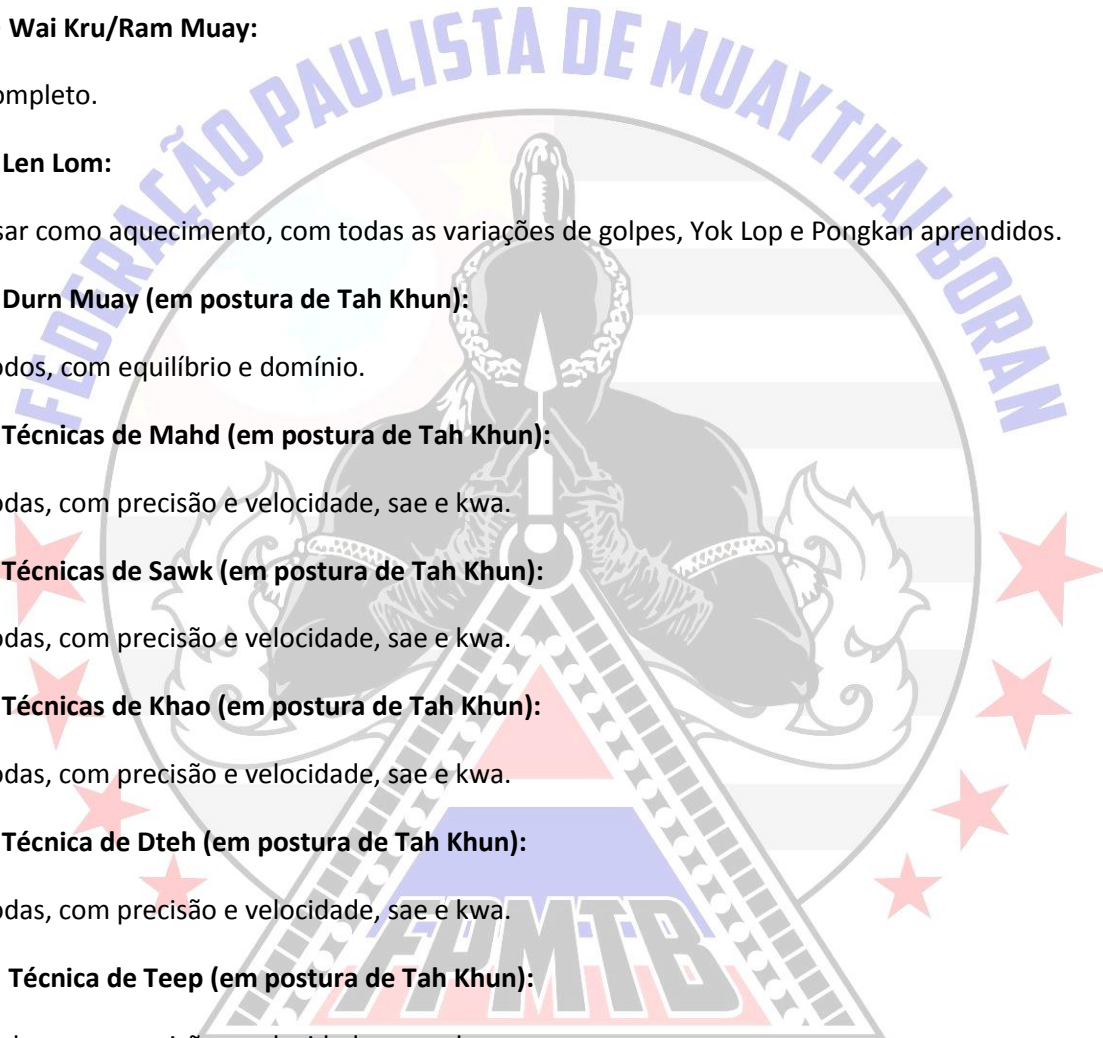 FEDERAÇÃO PAULISTA DE MUAYTHAI BORAN
Wai Kru/Ram Muay:
ompleto.
Len Lom:
sar como aquecimento, com todas as variações de golpes, Yok Lop e Pongkan aprendidos.
Durn Muay (em postura de Tah Khun):
odos, com equilíbrio e domínio.
Técnicas de Mahd (em postura de Tah Khun):
odas, com precisão e velocidade, sae e kwa.
Técnicas de Sawk (em postura de Tah Khun):
odas, com precisão e velocidade, sae e kwa.
Técnicas de Khao (em postura de Tah Khun):
odas, com precisão e velocidade, sae e kwa.
Técnica de Dteh (em postura de Tah Khun):
odas, com precisão e velocidade, sae e kwa.
FPMTB
Técnica de Teep (em postura de Tah Khun):